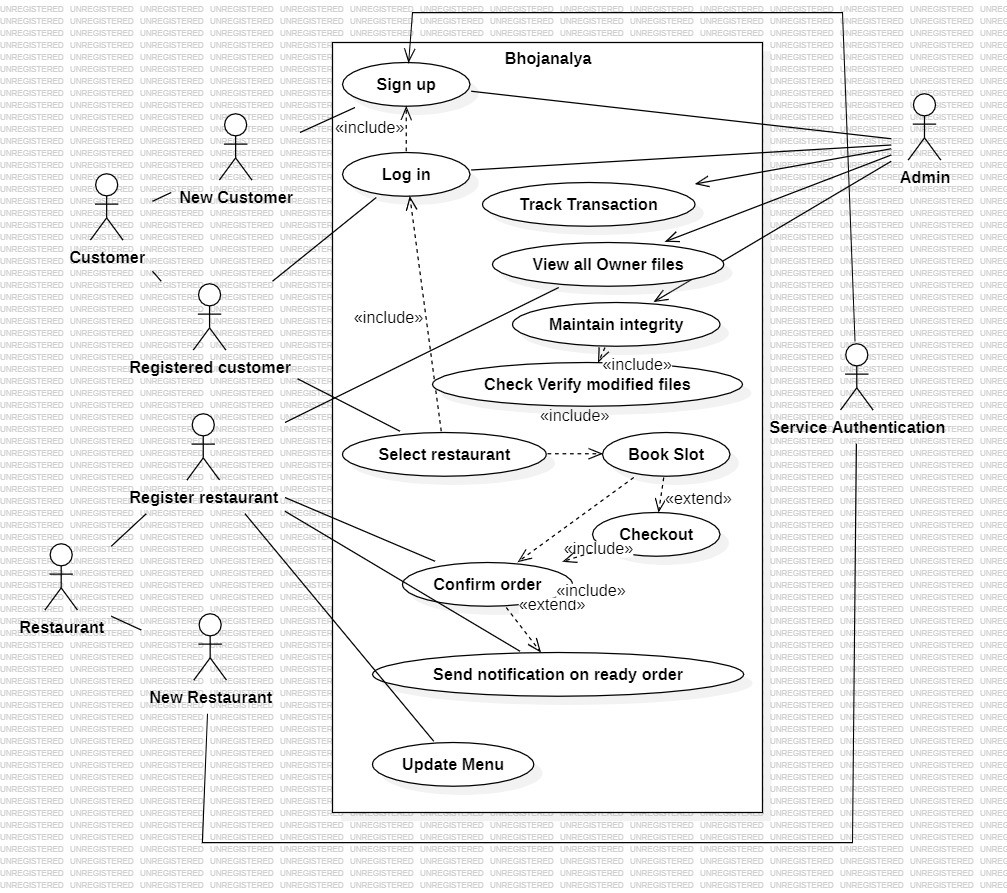 Bhojanalya
Sign up
«include»
New Customer
Admin
Log in
Track Transaction
Customer
View all Owner files
«include»
Maintain integrity
Registered customer
«include»
Check Verify modified files
«include»
Service Authentication
Select restaurant
Book Slot
Register restaurant
«extend»
Checkout
«include»
Confirm order
«include»
«extend»
Restaurant
Send notification on ready order
New Restaurant
Update Menu
UNREGISTERED